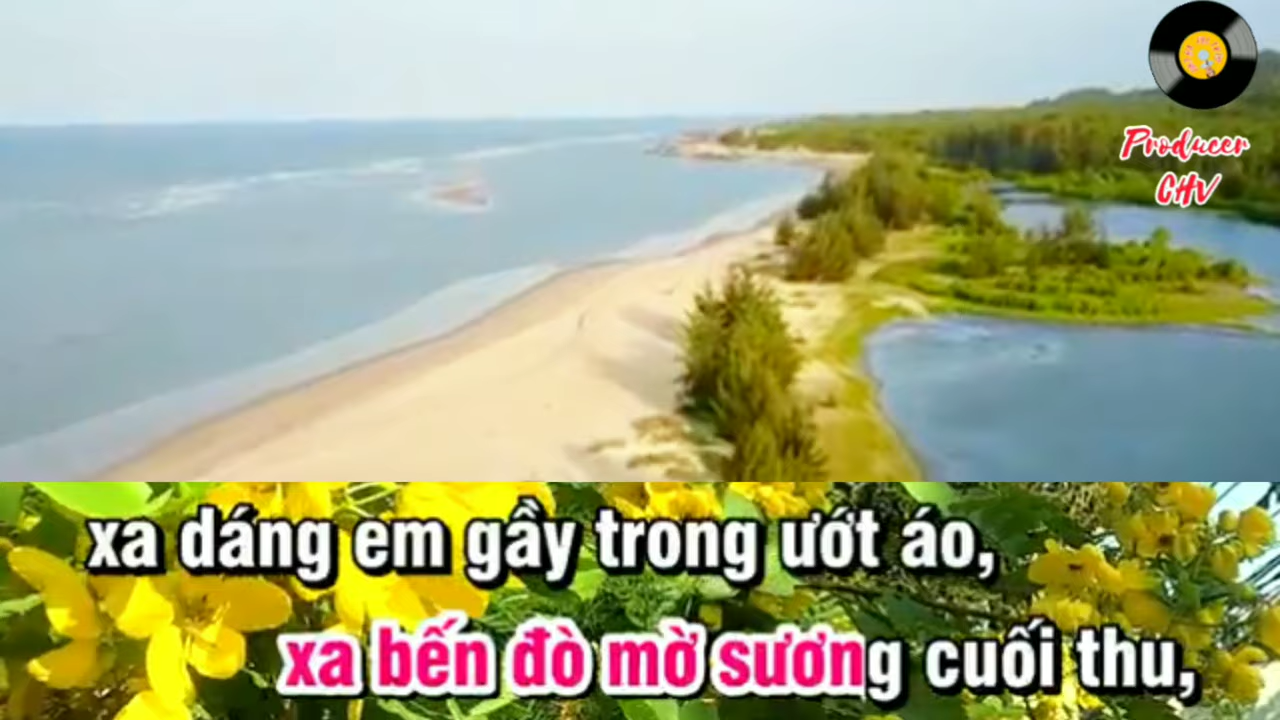 Producer
CHV
xa dáng em gầy trong ướt áo,
xa bến đò mờ sương cuối thu,